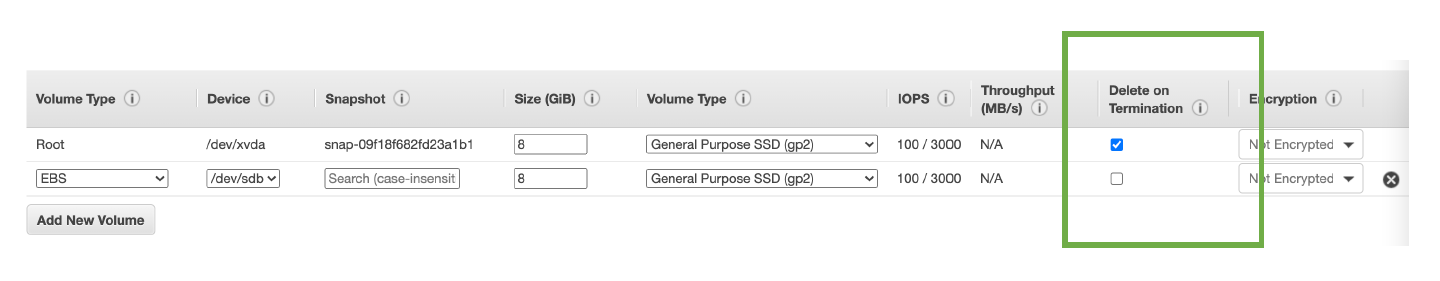 Volume Type Device Snapshot Size (GiB) Volume Type IOPS Throughput (MB/s) Delete on Termination Encryption
Root /dev/xvda snap-09f18f682fd23a1b1 8 General Purpose SSD (gp2) 100 / 3000 N/A Not Encrypted
EBS /dev/sdb Search (case-insensit 8 General Purpose SSD (gp2) 100 / 3000 N/A Not Encrypted
Add New Volume